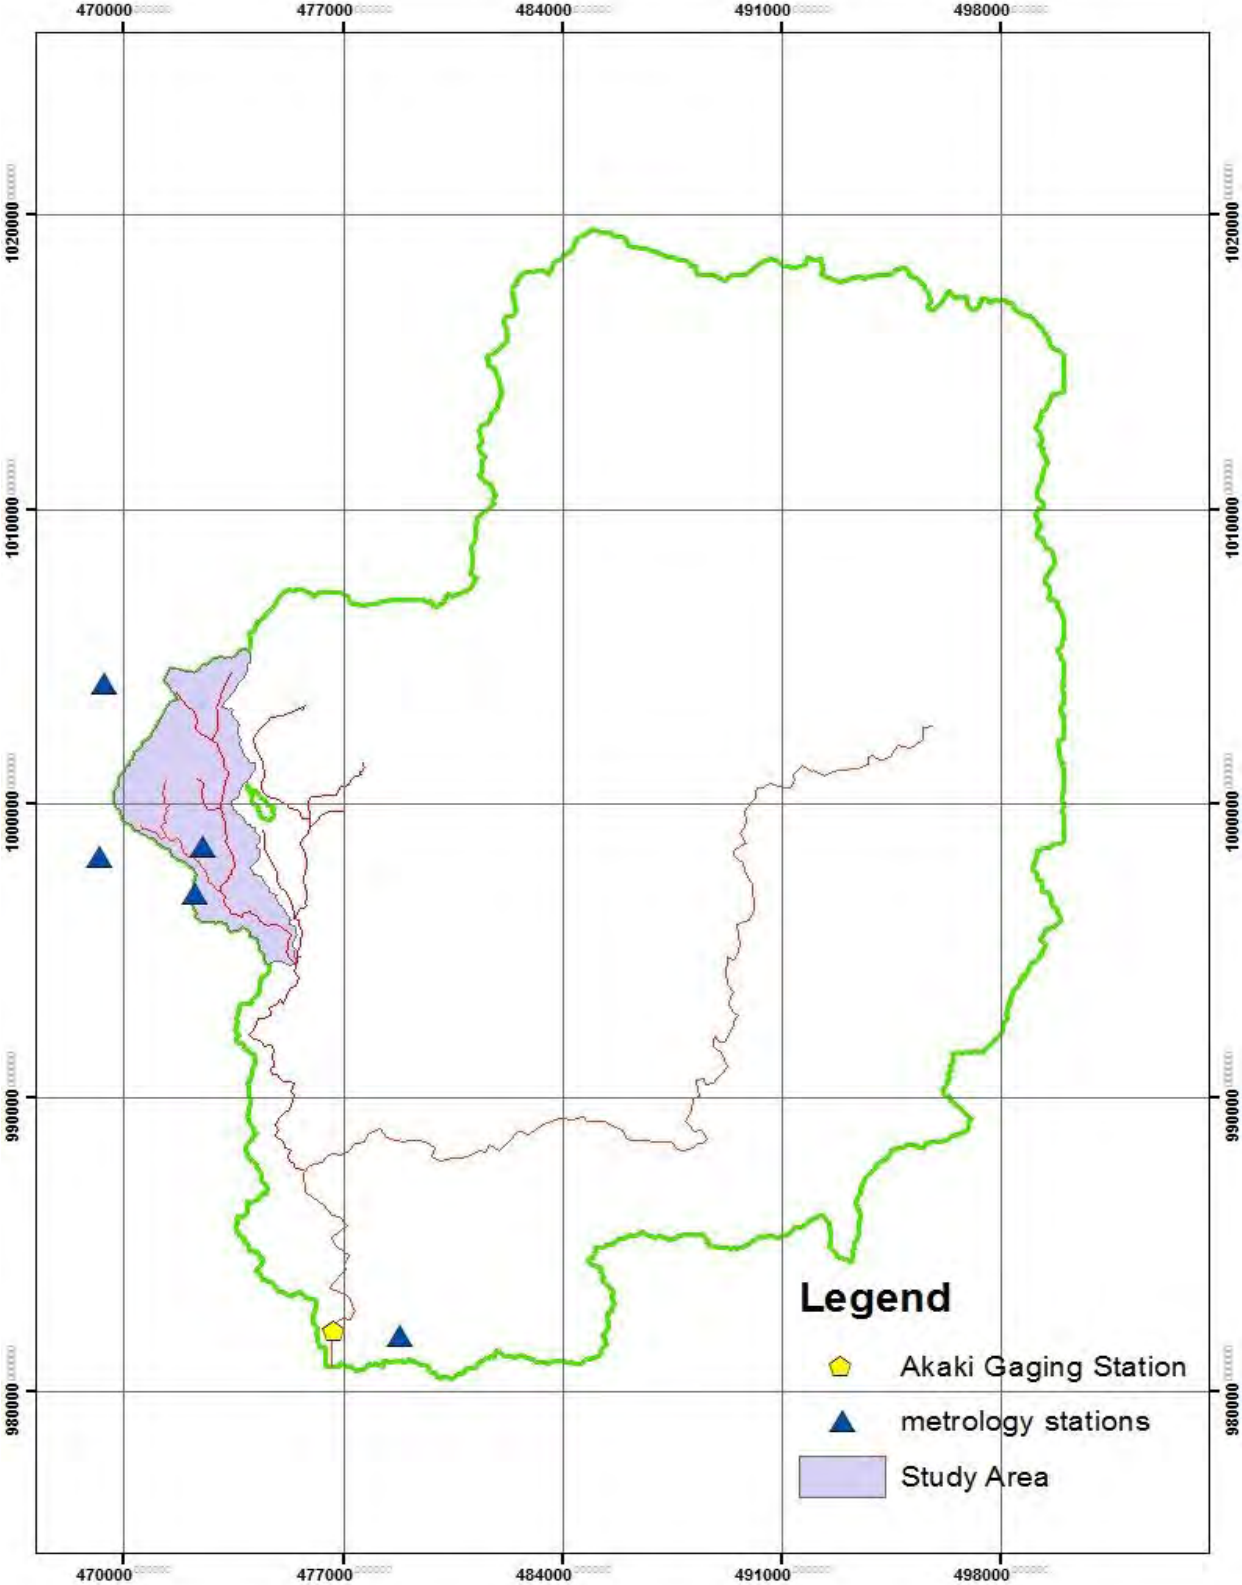 470000 477000 484000 491000 498000
1020000 1020000
1010000 1010000
1000000 1000000
990000 990000
980000 980000
Legend
Akaki Gaging Station
metrology stations
Study Area
470000 477000 484000 491000 498000